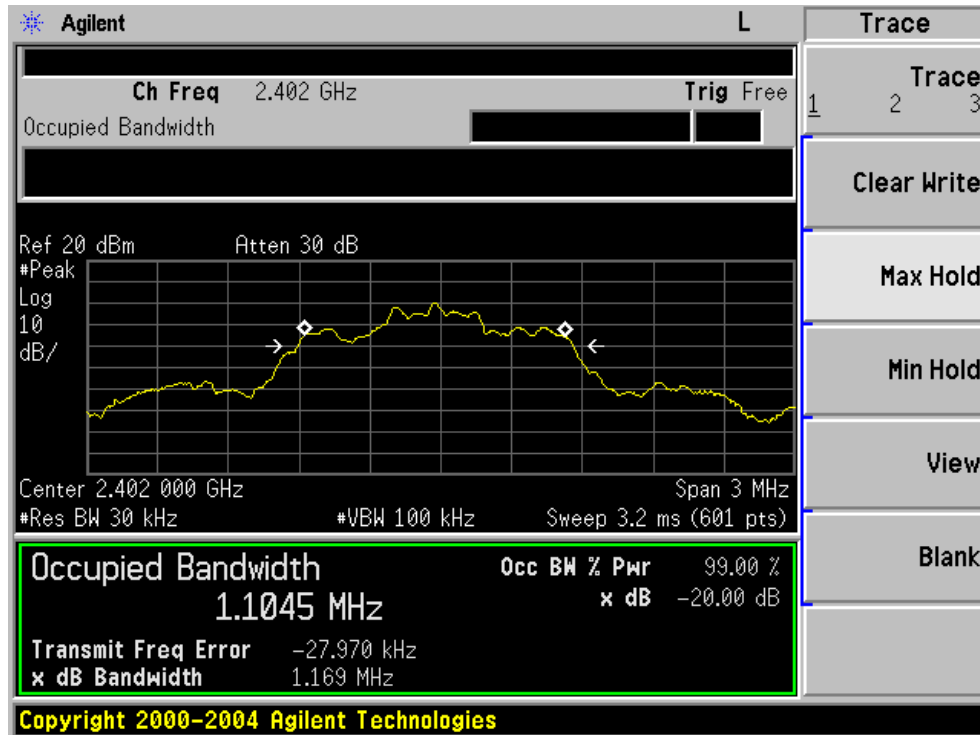 Agilent L Trace
Ch Freq 2.402 GHz Trig Free
Occupied Bandwidth
Trace
1 2 3
Clear Write
Max Hold
Min Hold
View
Blank
Ref 20 dBm Atten 30 dB
#Peak
Log
10
dB/
Center 2.402 000 GHz Span 3 MHz
#Res BW 30 kHz #VBW 100 kHz Sweep 3.2 ms (601 pts)
Occupied Bandwidth Occ BW % Pwr 99.00 %
1.1045 MHz x dB -20.00 dB
Transmit Freq Error -27.970 kHz
x dB Bandwidth 1.169 MHz
Copyright 2000-2004 Agilent Technologies